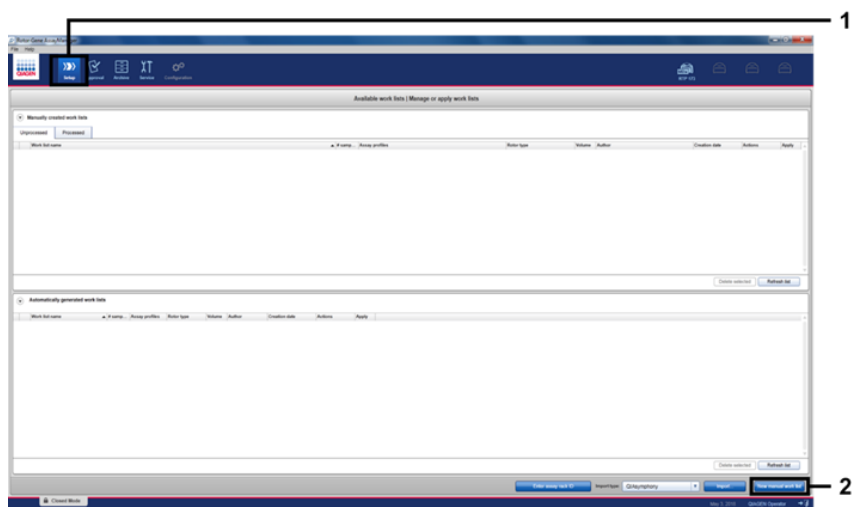 1
Rotor-Gene AssayManager
File Help
QIAGEN
Setup Approval Archive Service Configuration
Available work lists | Manage or apply work lists
Manually created work lists
Unprocessed Processed
Work list name # samp... Assay profiles Rotor type Volume Author Creation date Actions Apply
Delete selected Refresh list
Automatically generated work lists
Work list name # samp... Assay profiles Rotor type Volume Author Creation date Actions Apply
Delete selected Refresh list
Enter assay rack ID Import type: QIAsymphony Import... New manual work list
2
Closed Mode
QIAGEN Operator